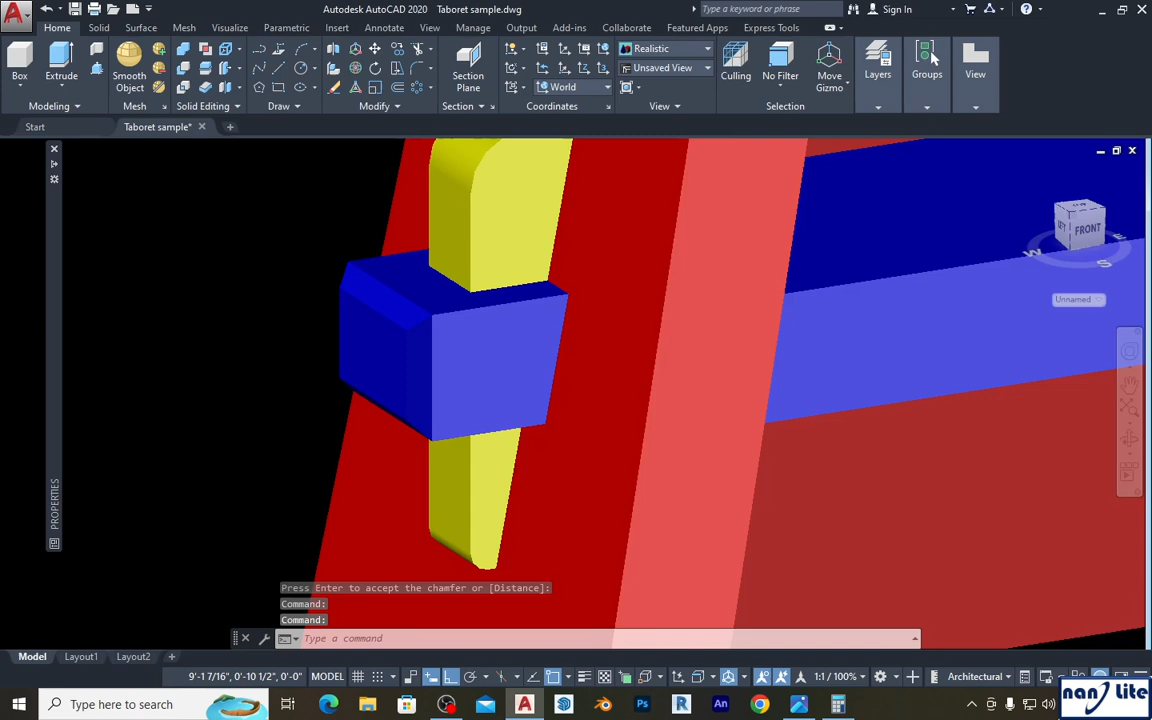 Autodesk AutoCAD 2020 Taboret sample.dwg
Type a keyword or phrase
Sign In
Home Solid Surface Mesh Visualize Parametric Insert Annotate View Manage Output Add-ins Collaborate Featured Apps Express Tools
Box
Extrude
Smooth Object
Section Plane
Realistic
Unsaved View
World
Culling
No Filter
Move Gizmo
Layers
Groups
View
Modeling
Mesh
Solid Editing
Draw
Modify
Section
Coordinates
View
Selection
Start
Taboret sample*
LEFT
FRONT
W
S
E
Unnamed
PROPERTIES
Press Enter to accept the chamfer or [Distance]:
Command:
Command:
Type a command
Model Layout1 Layout2
9'-1 7/16", 0'-10 1/2", 0'-0" MODEL
1:1 / 100%
Architectural
Type here to search
nan lite